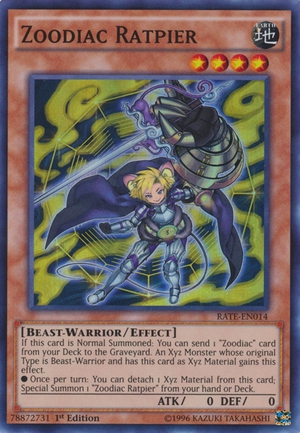 Zoodiac Ratpier
EARTH
地
RATE-EN014
[Beast-Warrior/Effect]
If this card is Normal Summoned: You can send 1 "Zoodiac" card
from your Deck to the Graveyard. An Xyz Monster whose original
Type is Beast-Warrior and has this card as Xyz Material gains this
effect.
● Once per turn: You can detach 1 Xyz Material from this card;
Special Summon 1 "Zoodiac Ratpier" from your hand or Deck.
ATK/ 0 DEF/ 0
78872731 1st Edition ©1996 KAZUKI TAKAHASHI